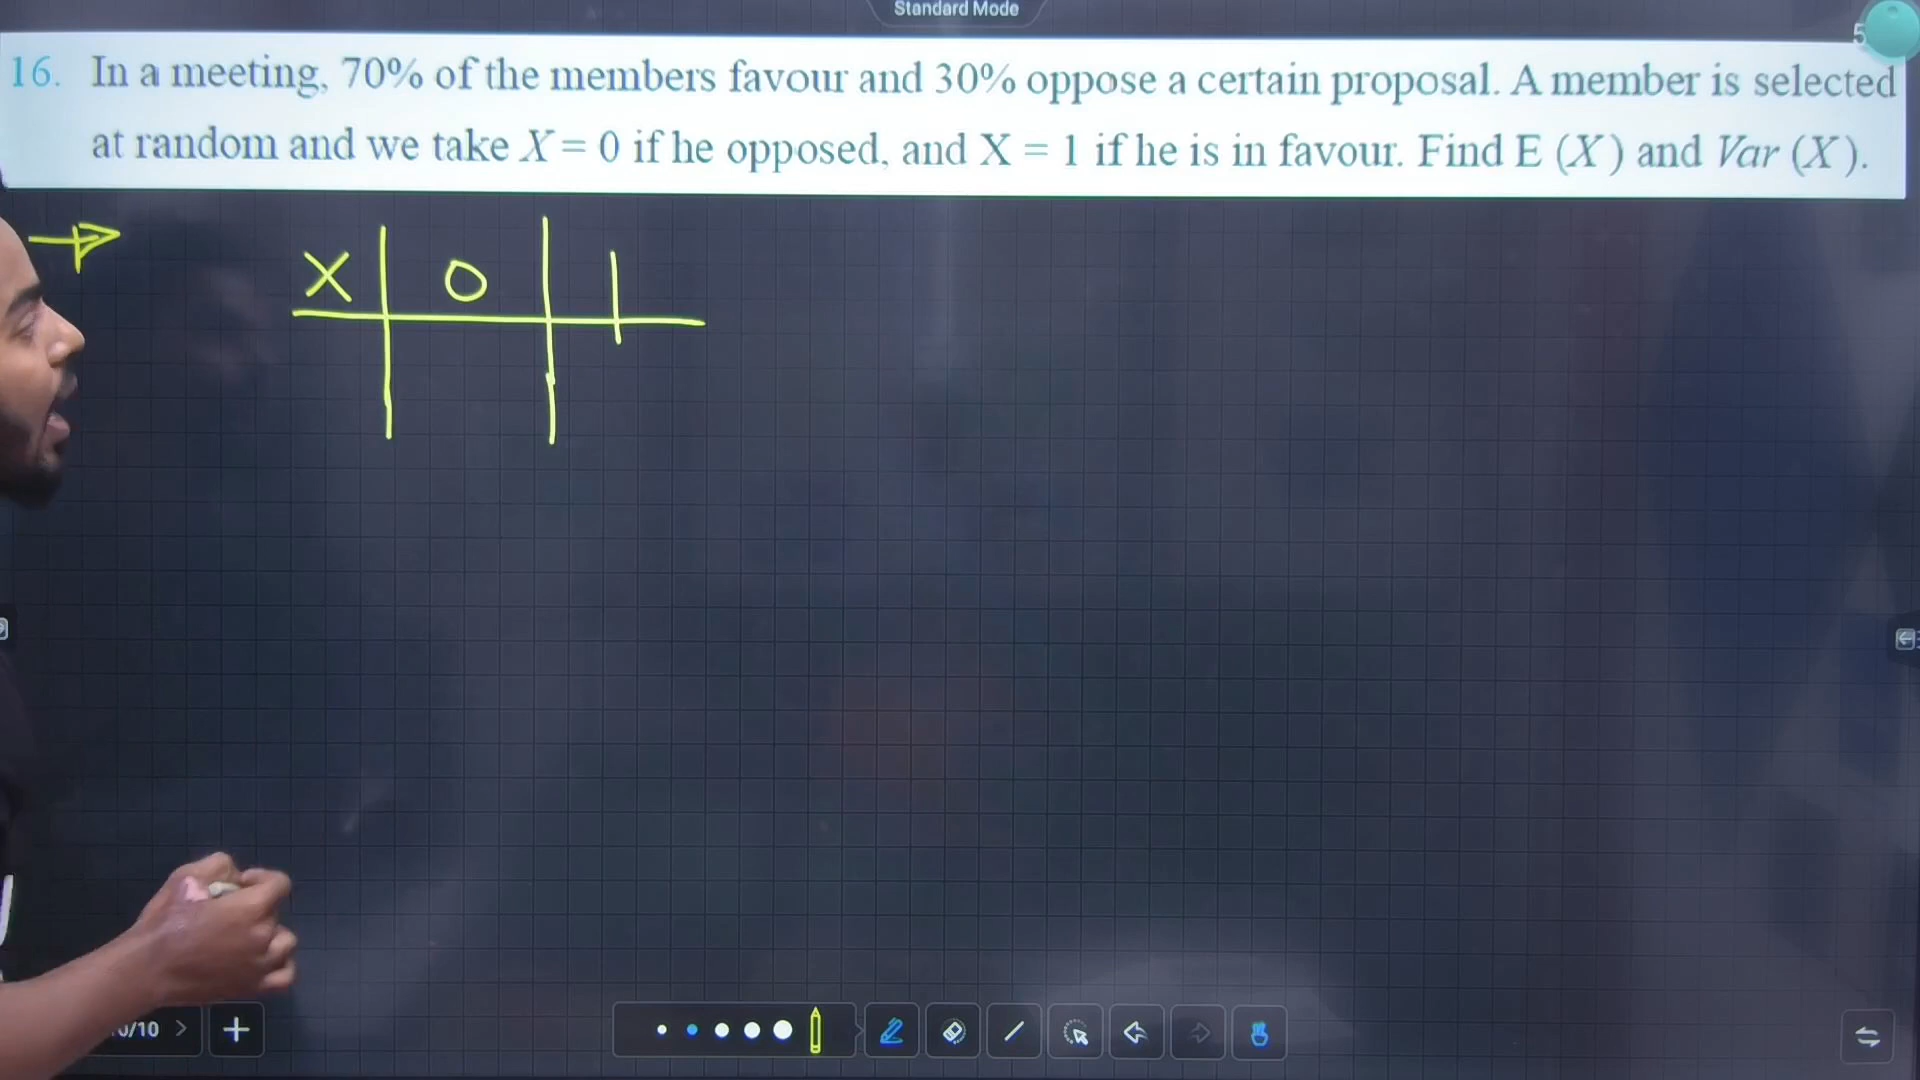 Standard Mode
5
16. In a meeting, 70% of the members favour and 30% oppose a certain proposal. A member is selected
at random and we take X = 0 if he opposed, and X = 1 if he is in favour. Find E (X) and Var (X).
X 0 1
0/10